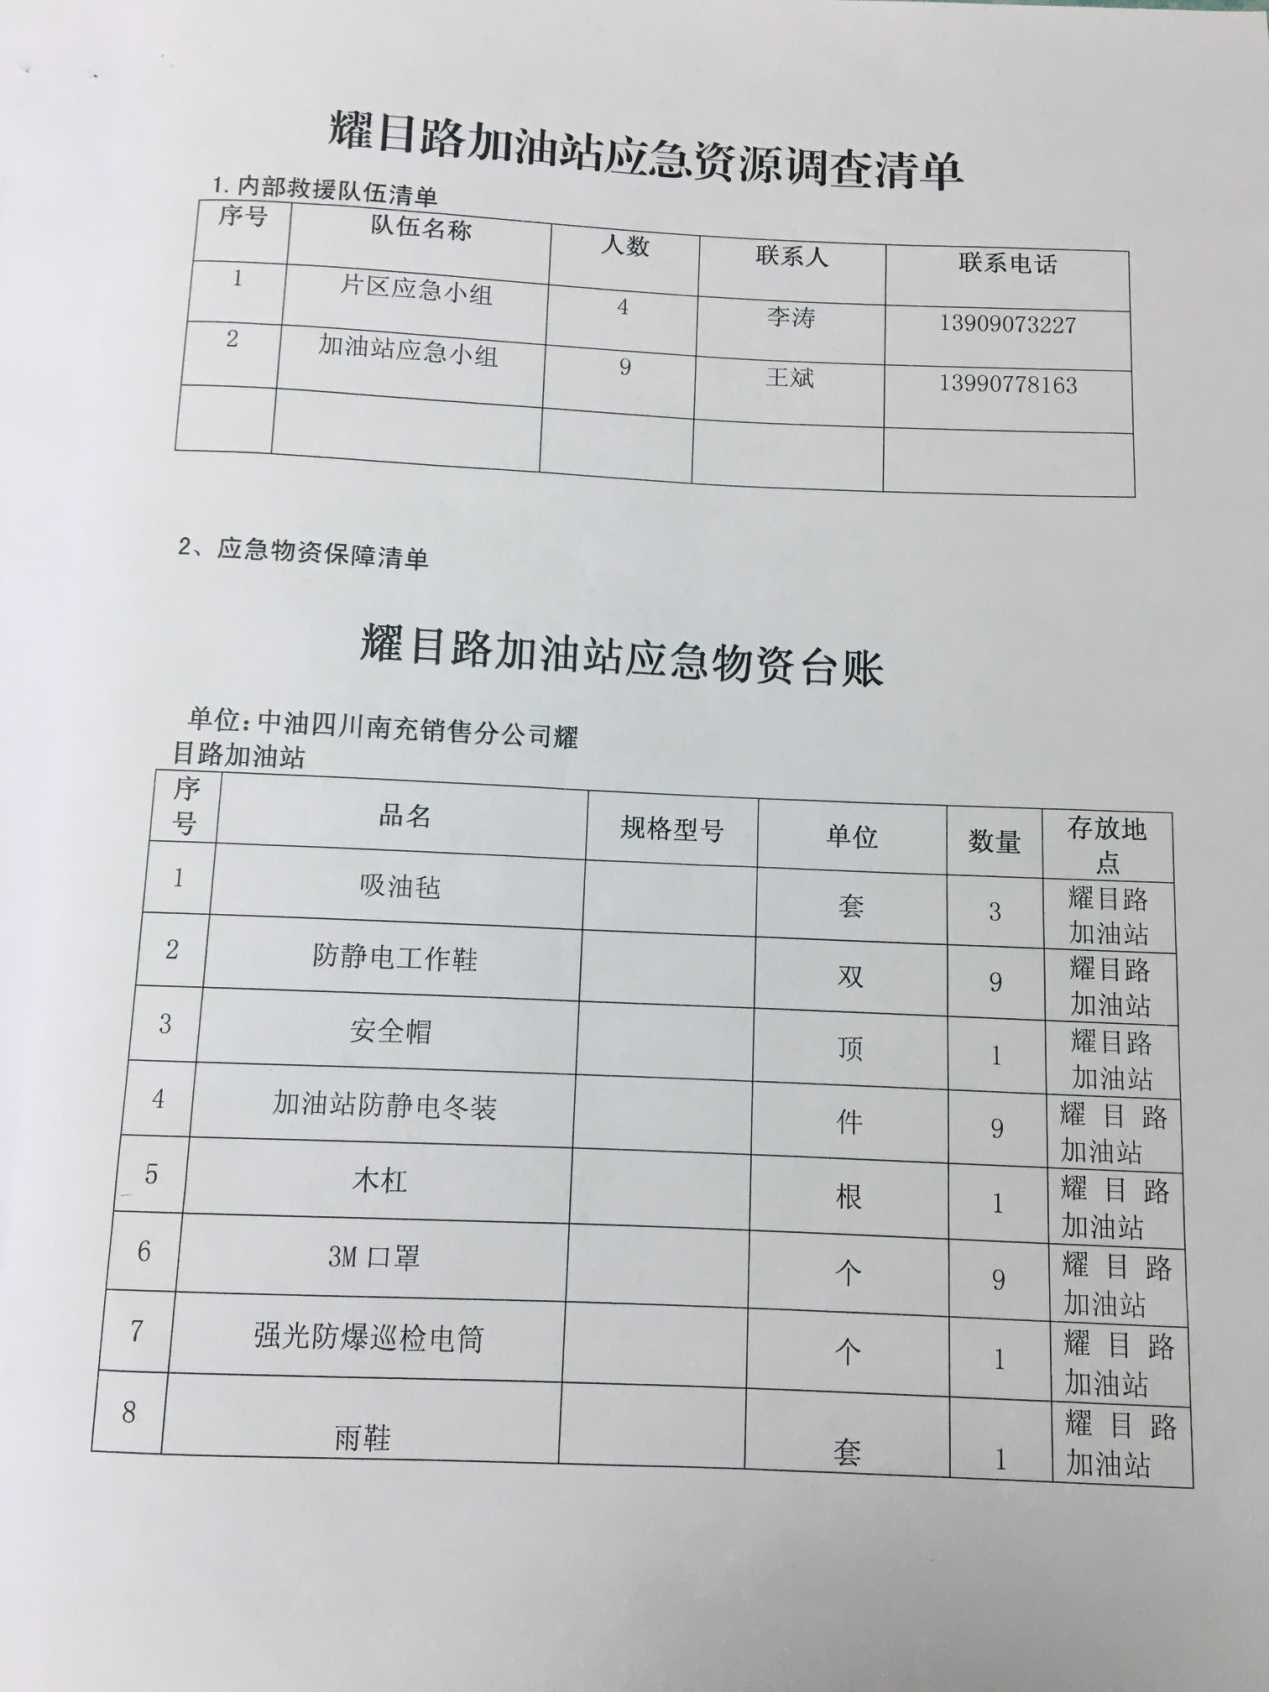 耀目路加油站应急资源调查清单
1.内部救援队伍清单
序号 队伍名称 人数 联系人 联系电话
1 片区应急小组 4 李涛 13909073227
2 加油站应急小组 9 王斌 13990778163
2、应急物资保障清单
耀目路加油站应急物资台账
单位:中油四川南充销售分公司耀
目路加油站
序号 品名 规格型号 单位 数量 存放地点
1 吸油毡 套 3 耀目路加油站
2 防静电工作鞋 双 9 耀目路加油站
3 安全帽 顶 1 耀目路加油站
4 加油站防静电冬装 件 9 耀目路加油站
5 木杠 根 1 耀目路加油站
6 3M口罩 个 9 耀目路加油站
7 强光防爆巡检电筒 个 1 耀目路加油站
8 雨鞋 套 1 耀目路加油站